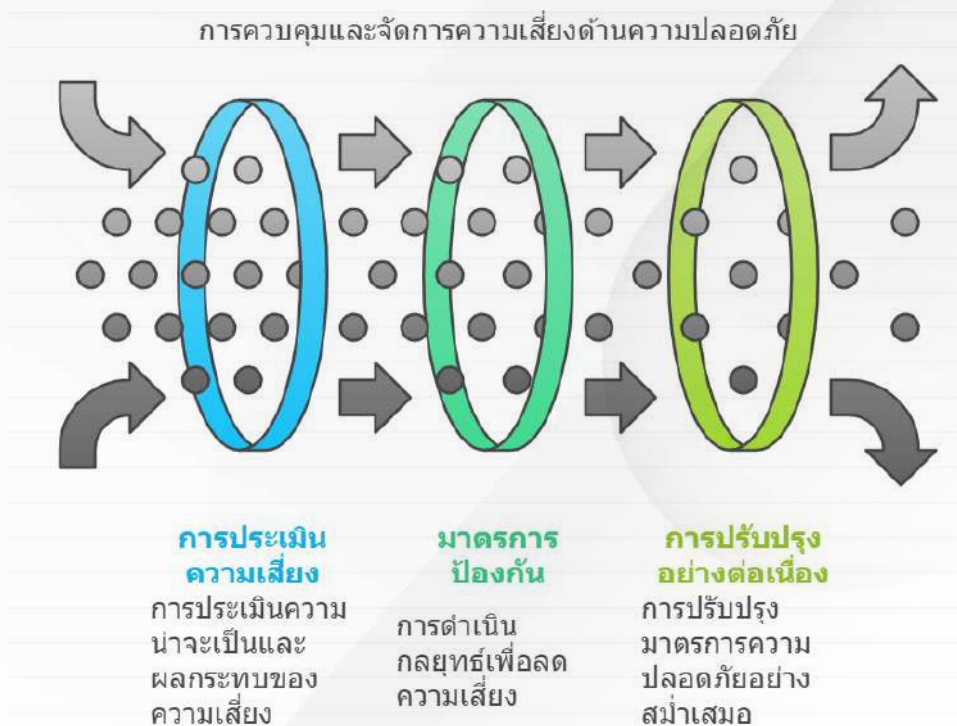 การควบคุมและจัดการความเสี่ยงด้านความปลอดภัย
การประเมิน
ความเสี่ยง
การประเมินความ
น่าจะเป็นและ
ผลกระทบของ
ความเสี่ยง
มาตรการ
ป้องกัน
การดำเนิน
กลยุทธ์เพื่อลด
ความเสี่ยง
การปรับปรุง
อย่างต่อเนื่อง
การปรับปรุง
มาตรการความ
ปลอดภัยอย่าง
สม่ำเสมอ